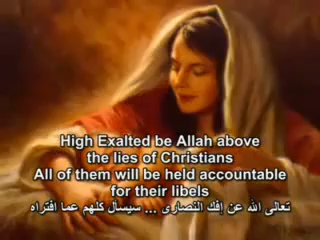 High Exalted be Allah above
the lies of Christians
All of them will be held accountable
for their libels
تعالى الله عن إفك النصارى ... سيسأل كلهم عما افتراه